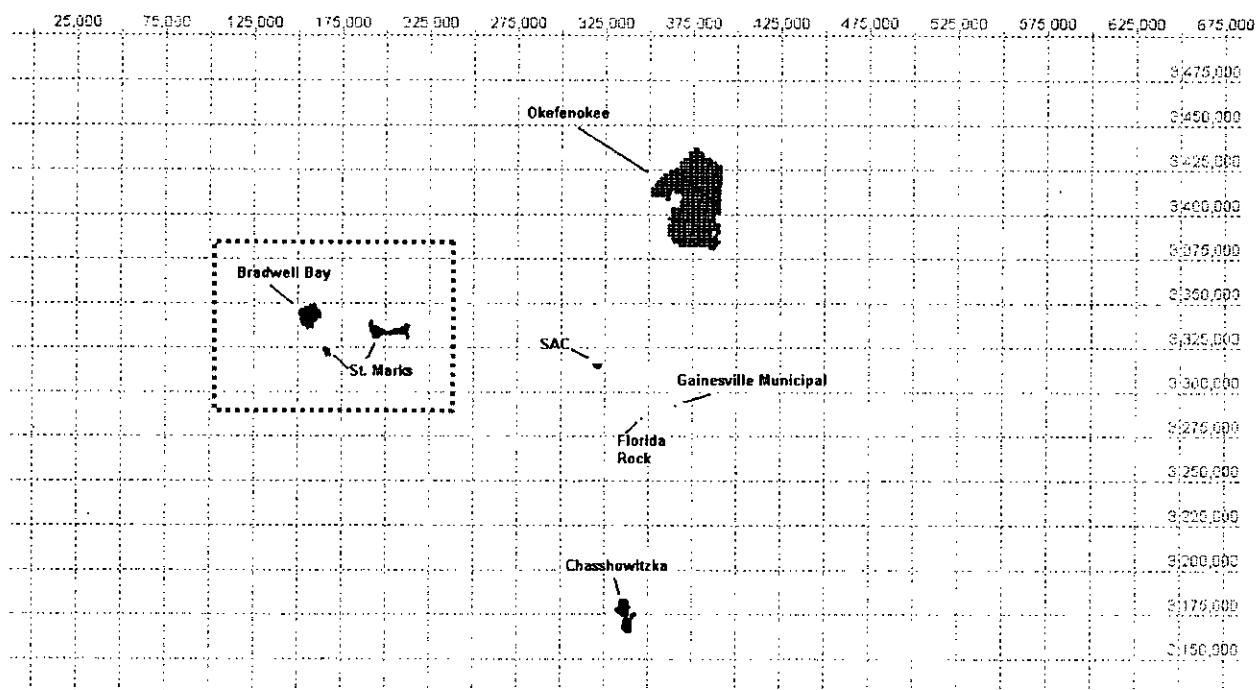 25,000 75,000 125,000 175,000 225,000 275,000 325,000 375,000 425,000 475,000 525,000 575,000 625,000 675,000
3,475,000
Okefenokee
3,450,000
3,425,000
3,400,000
3,375,000
Bradwell Bay
3,350,000
3,325,000
SAC
St. Marks
Gainesville Municipal
3,300,000
Florida
Rock
3,275,000
3,250,000
3,225,000
Chasshowitzka
3,200,000
3,175,000
3,150,000